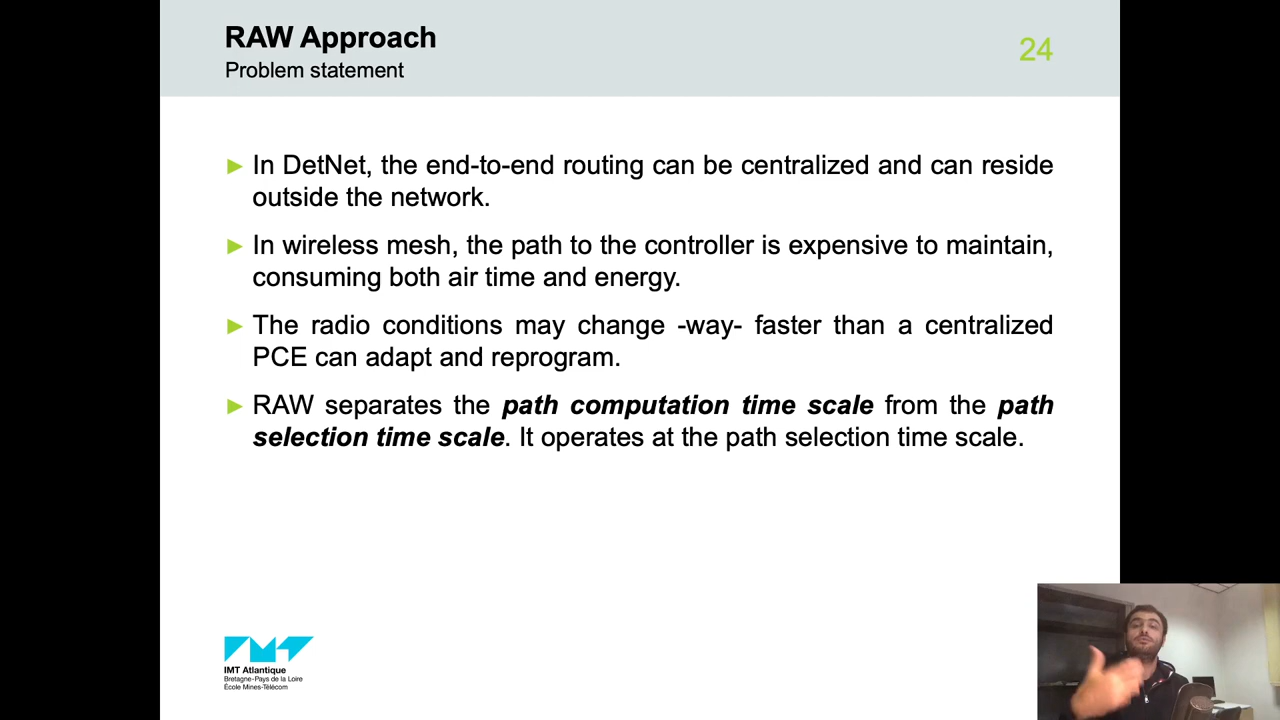 RAW Approach
Problem statement
24
► In DetNet, the end-to-end routing can be centralized and can reside
outside the network.
► In wireless mesh, the path to the controller is expensive to maintain,
consuming both air time and energy.
► The radio conditions may change -way- faster than a centralized
PCE can adapt and reprogram.
► RAW separates the path computation time scale from the path
selection time scale. It operates at the path selection time scale.
IMT Atlantique
Bretagne-Pays de la Loire
École Mines-Télécom